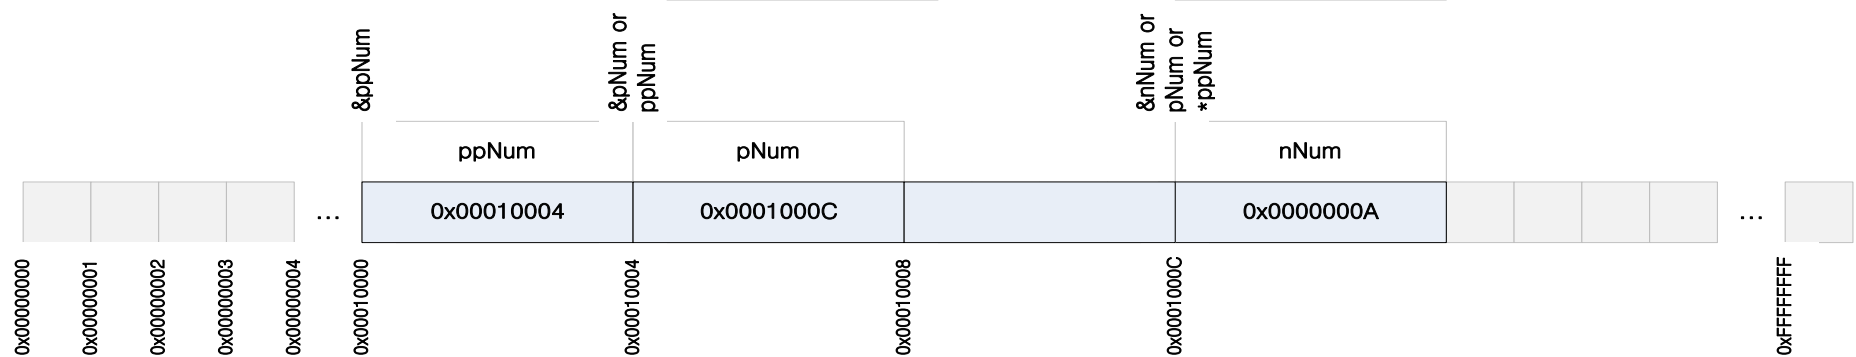 &ppNum
&pNum or
ppNum
&nNum or
pNum or
*ppNum
ppNum
pNum
nNum
...
0x00010004
0x0001000C
0x0000000A
...
0x00000000
0x00000001
0x00000002
0x00000003
0x00000004
0x00010000
0x00010004
0x00010008
0x0001000C
0xFFFFFFFF